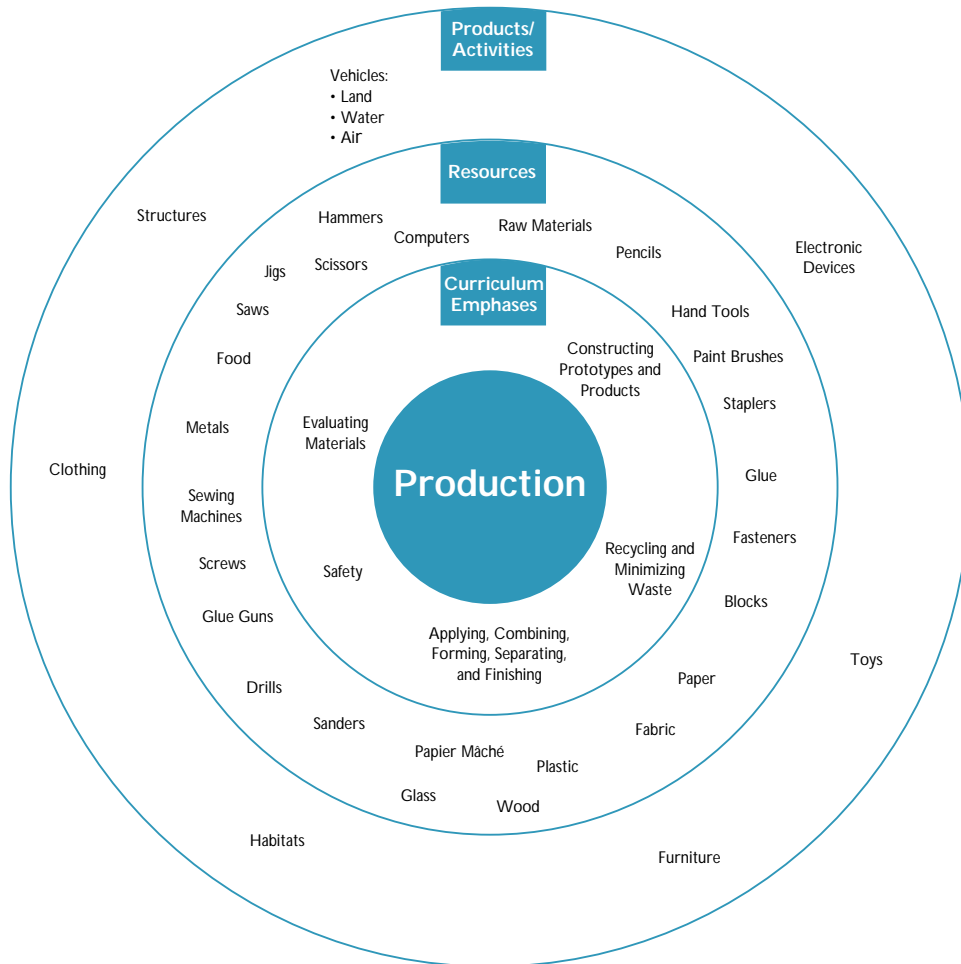 Products/
Activities
Vehicles:
• Land
• Water
• Air
Structures
Electronic
Devices
Clothing
Toys
Habitats
Furniture
Resources
Hammers
Computers
Raw Materials
Pencils
Jigs
Scissors
Saws
Hand Tools
Food
Paint Brushes
Staplers
Metals
Glue
Sewing
Machines
Fasteners
Screws
Blocks
Glue Guns
Paper
Drills
Sanders
Fabric
Papier Mâché
Plastic
Glass
Wood
Curriculum
Emphases
Constructing
Prototypes and
Products
Evaluating
Materials
Recycling and
Minimizing
Waste
Safety
Applying, Combining,
Forming, Separating,
and Finishing
Production